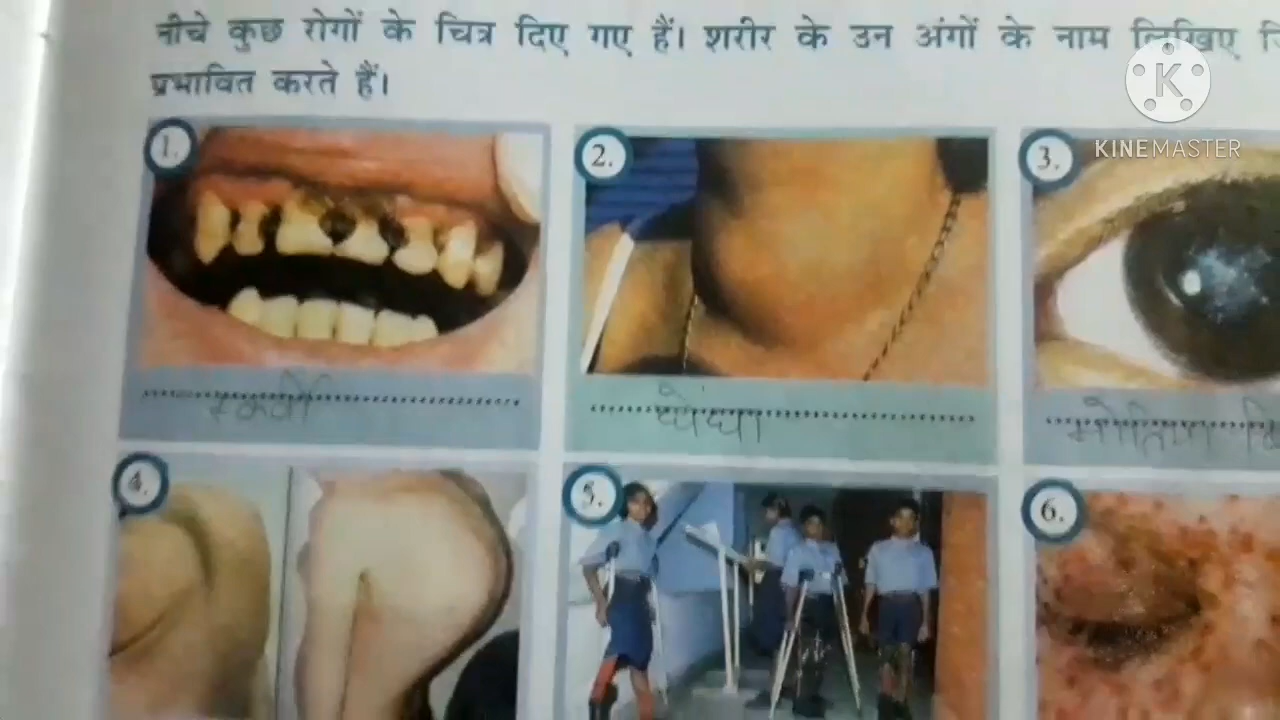 नीचे कुछ रोगों के चित्र दिए गए हैं। शरीर के उन अंगों के नाम लिखिए
प्रभावित करते हैं।
K
KINEMASTER
1.
2.
3.
स्कर्वी
घेंघा
4.
5.
6.